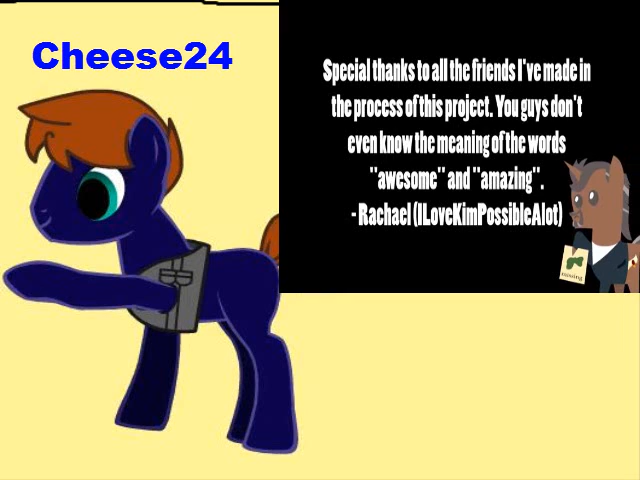 Cheese24
Special thanks to all the friends I've made in
the process of this project. You guys don't
even know the meaning of the words
"awesome" and "amazing".
- Rachael (ILoveKimPossibleAlot)
missing